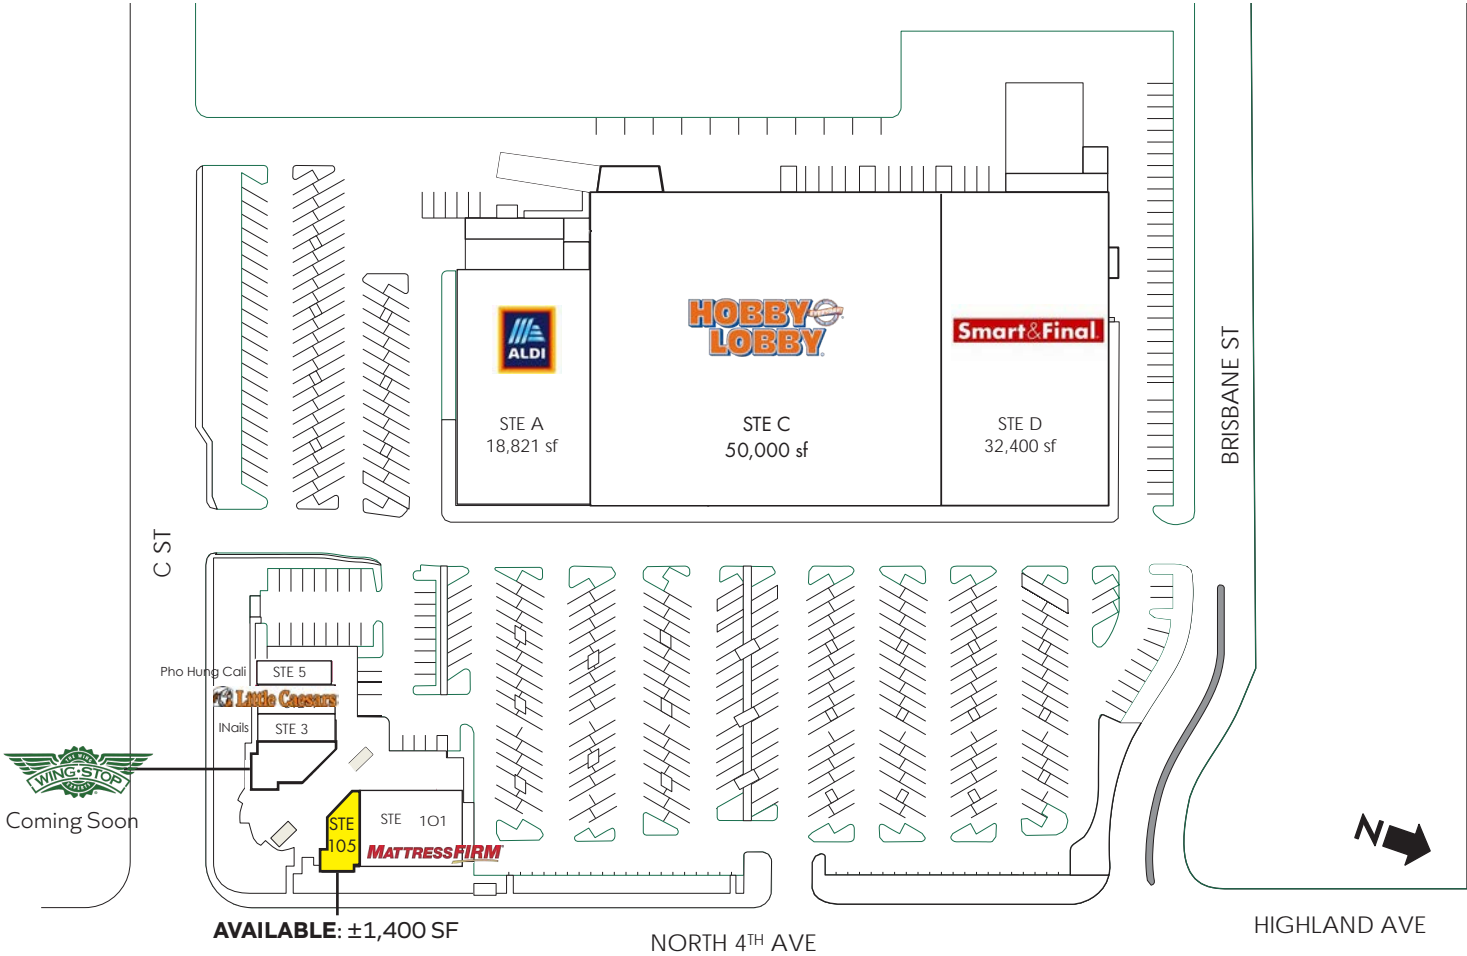 HOBBY
LOBBY
Smart&Final.
ALDI
STE A
18,821 sf
STE C
50,000 sf
STE D
32,400 sf
BRISBANE ST
C ST
Pho Hung Cali
STE 5
Little Caesars
INails
STE 3
WING·STOP
Coming Soon
STE
105
STE 101
MATTRESSFIRM
N
AVAILABLE: ±1,400 SF
NORTH 4TH AVE
HIGHLAND AVE